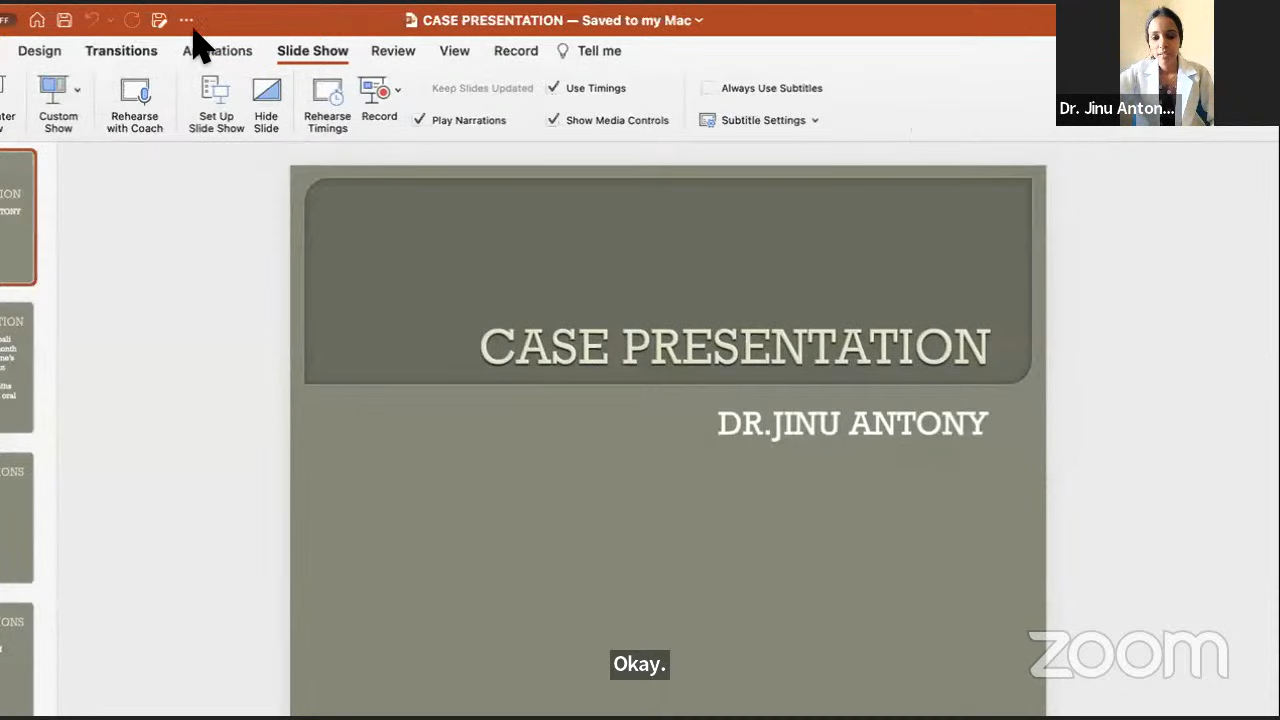 FF
CASE PRESENTATION — Saved to my Mac
Design Transitions Animations Slide Show Review View Record Tell me
Custom Show
Rehearse with Coach
Set Up Slide Show
Hide Slide
Rehearse Timings
Record
Keep Slides Updated
Use Timings
Play Narrations
Show Media Controls
Always Use Subtitles
Subtitle Settings
Dr. Jinu Anton...
CASE PRESENTATION
DR.JINU ANTONY
Okay.
zoom